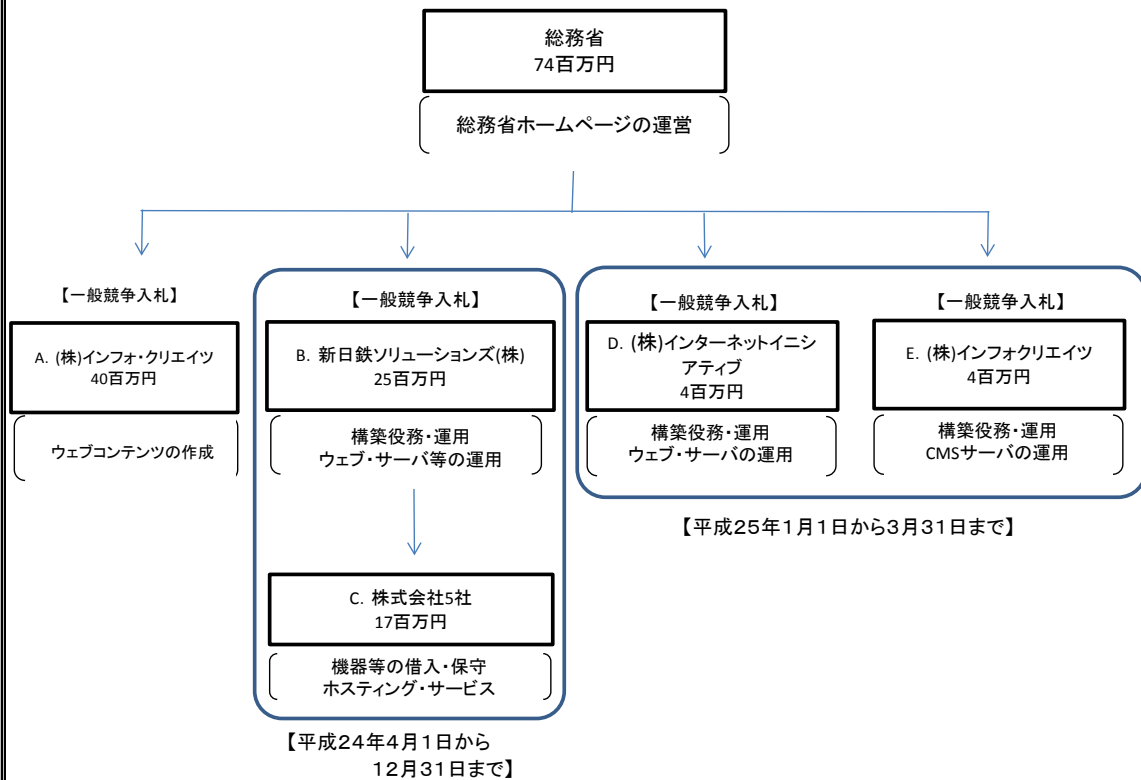 総務省
74百万円
総務省ホームページの運営
【一般競争入札】
A. (株)インフォ・クリエイツ
40百万円
ウェブコンテンツの作成
【一般競争入札】
B. 新日鉄ソリューションズ(株)
25百万円
構築役務・運用
ウェブ・サーバ等の運用
C. 株式会社5社
17百万円
機器等の借入・保守
ホスティング・サービス
【平成24年4月1日から
12月31日まで】
【一般競争入札】
D. (株)インターネットイニシ
アティブ
4百万円
構築役務・運用
ウェブ・サーバの運用
【一般競争入札】
E. (株)インフォクリエイツ
4百万円
構築役務・運用
CMSサーバの運用
【平成25年1月1日から3月31日まで】